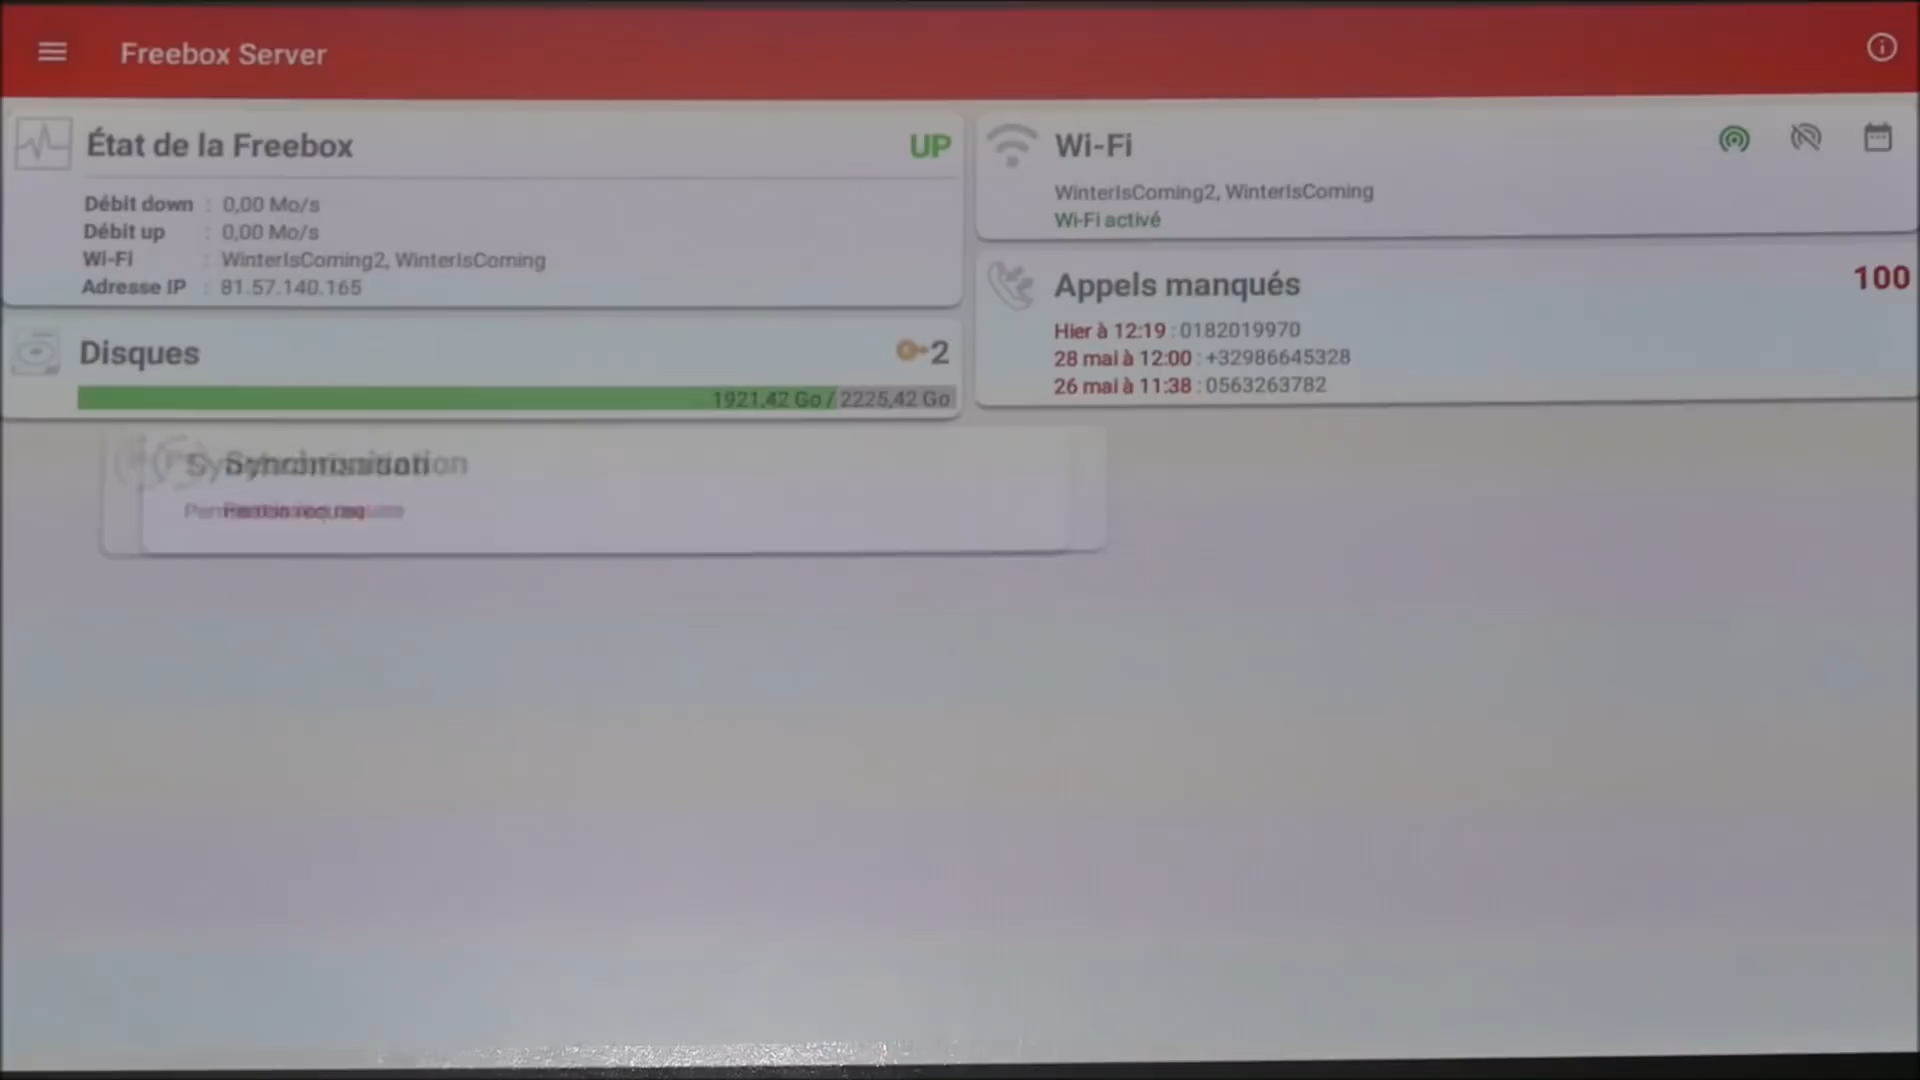 Freebox Server
État de la Freebox
UP
Débit down : 0,00 Mo/s
Débit up : 0,00 Mo/s
Wi-Fi : WinterIsComing2, WinterIsComing
Adresse IP : 81.57.140.165
Disques
2
1921,42 Go / 2225,42 Go
Synchronisation
Wi-Fi
WinterIsComing2, WinterIsComing
Wi-Fi activé
Appels manqués
100
Hier à 12:19 : 0182019970
28 mai à 12:00 : +32986645328
26 mai à 11:38 : 0563263782